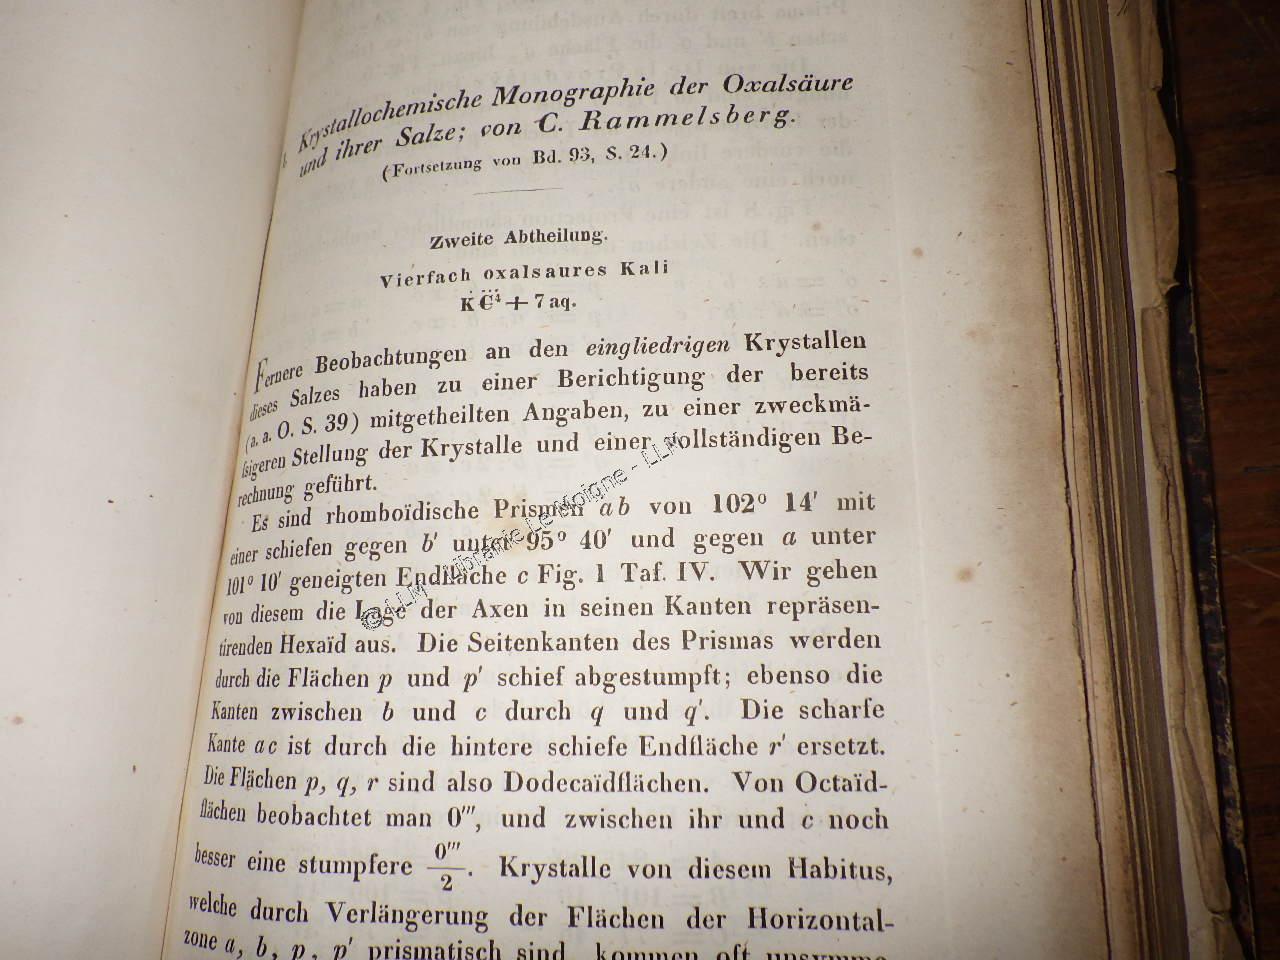 Krystallochemische Monographie der Oxalsäure
und ihrer Salze; von C. Rammelsberg.
(Fortsetzung von Bd. 93, S. 24.)
Zweite Abtheilung.
Vierfach oxalsaures Kali
K̇ C̶⃛⁴ + 7 aq.
Fernere Beobachtungen an den eingliedrigen Krystallen
dieses Salzes haben zu einer Berichtigung der bereits
(a. a. O. S. 39) mitgetheilten Angaben, zu einer zweckmä-
ſsigeren Stellung der Krystalle und einer vollständigen Be-
rechnung geführt.
Es sind rhomboïdische Prismen ab von 102° 14′ mit
einer schiefen gegen b′ unter 95° 40′ und gegen a unter
101° 10′ geneigten Endfläche c Fig. 1 Taf. IV. Wir gehen
von diesem die Lage der Axen in seinen Kanten repräsen-
tirenden Hexaïd aus. Die Seitenkanten des Prismas werden
durch die Flächen p und p′ schief abgestumpft; ebenso die
Kanten zwischen b und c durch q und q′. Die scharfe
Kante ac ist durch die hintere schiefe Endfläche r′ ersetzt.
Die Flächen p, q, r sind also Dodecaïdflächen. Von Octaïd-
flächen beobachtet man 0‴, und zwischen ihr und c noch
besser eine stumpfere 0‴/2. Krystalle von diesem Habitus,
welche durch Verlängerung der Flächen der Horizontal-
zone a, b, p, p′ prismatisch sind, kommen oft unsymme-
© LLM - Librairie Le Moigne - LLM